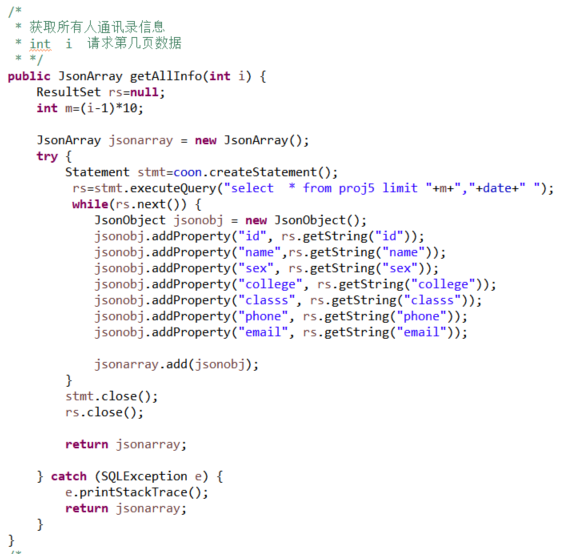 /*
 * 获取所有人通讯录信息
 * int  i  请求第几页数据
 * */
public JsonArray getAllInfo(int i) {
    ResultSet rs=null;
    int m=(i-1)*10;

    JsonArray jsonarray = new JsonArray();
    try {
        Statement stmt=coon.createStatement();
         rs=stmt.executeQuery("select  * from proj5 limit "+m+","+date+" ");
         while(rs.next()) {
            JsonObject jsonobj = new JsonObject();
            jsonobj.addProperty("id", rs.getString("id"));
            jsonobj.addProperty("name",rs.getString("name"));
            jsonobj.addProperty("sex", rs.getString("sex"));
            jsonobj.addProperty("college", rs.getString("college"));
            jsonobj.addProperty("classs", rs.getString("classs"));
            jsonobj.addProperty("phone", rs.getString("phone"));
            jsonobj.addProperty("email", rs.getString("email"));

            jsonarray.add(jsonobj);
        }
        stmt.close();
        rs.close();

        return jsonarray;

    } catch (SQLException e) {
        e.printStackTrace();
        return jsonarray;
    }
}
/*